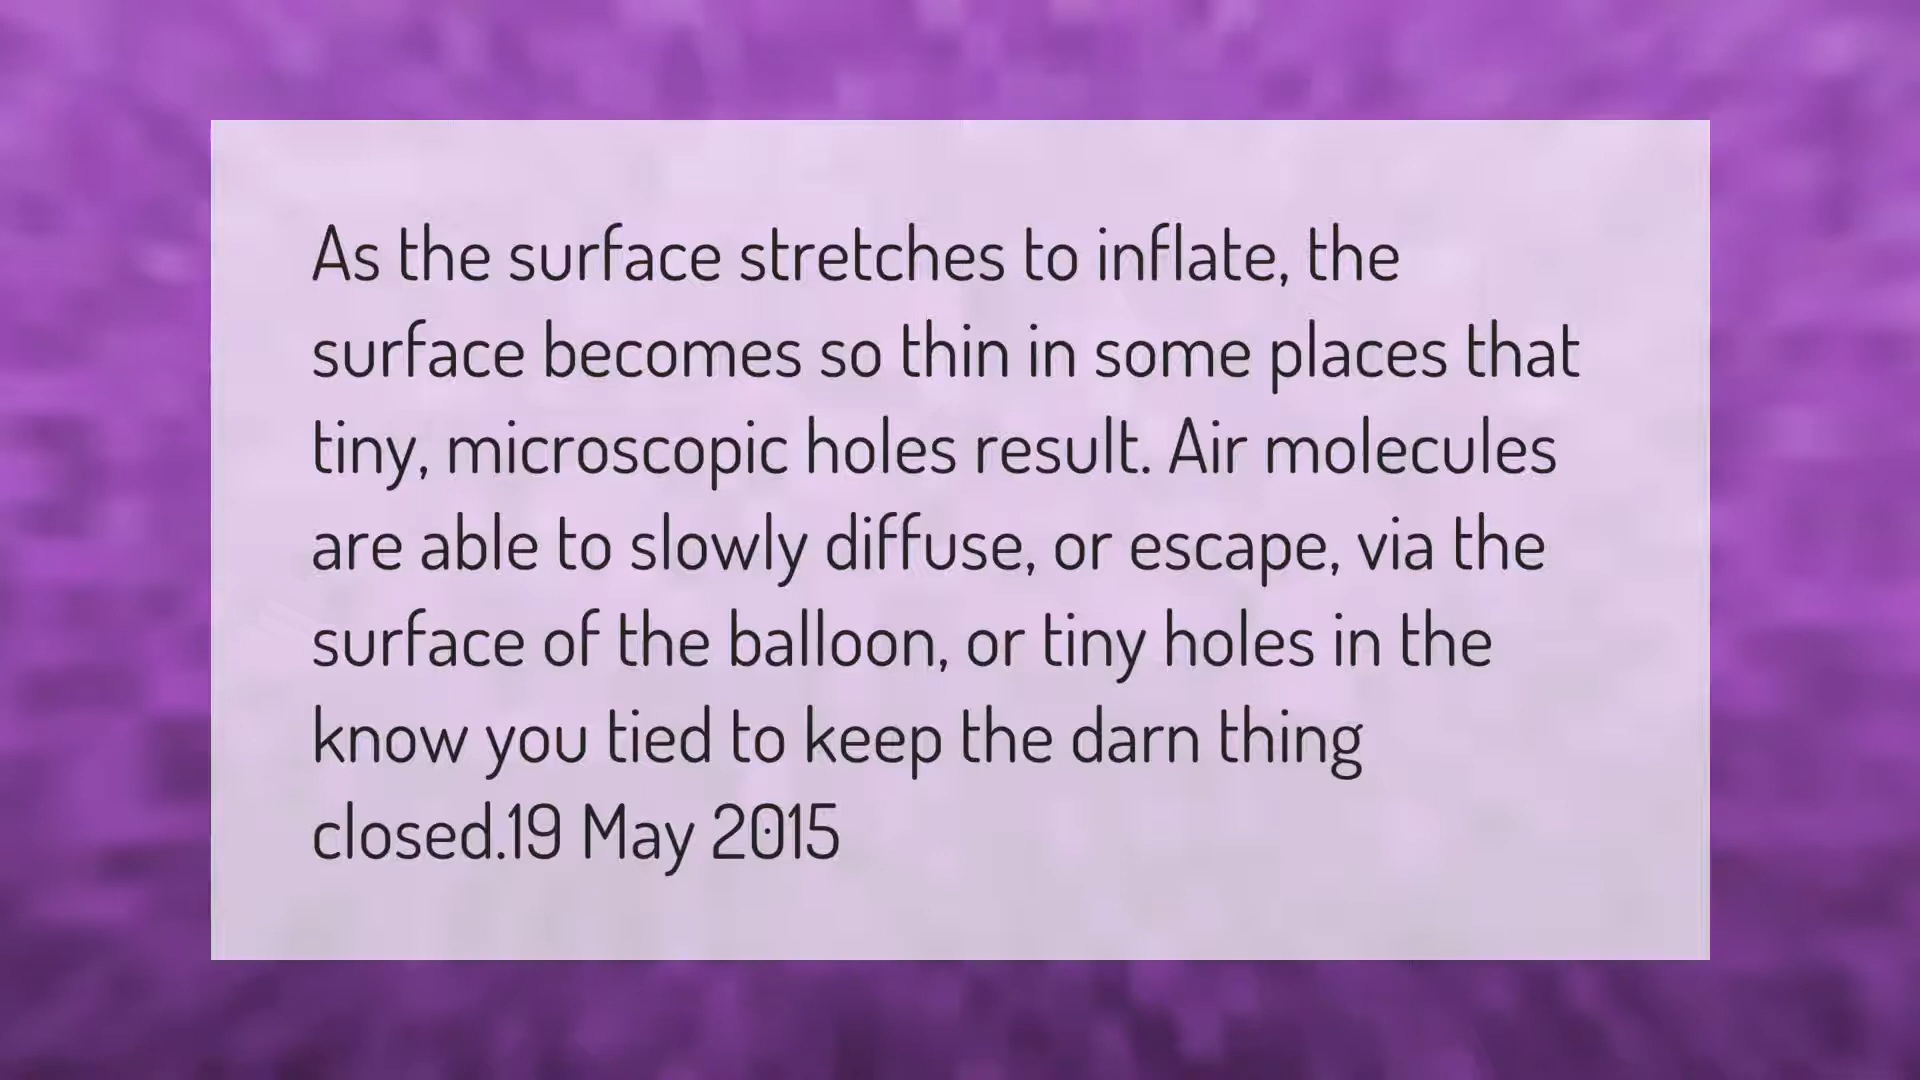 As the surface stretches to inflate, the
surface becomes so thin in some places that
tiny, microscopic holes result. Air molecules
are able to slowly diffuse, or escape, via the
surface of the balloon, or tiny holes in the
know you tied to keep the darn thing
closed.19 May 2015